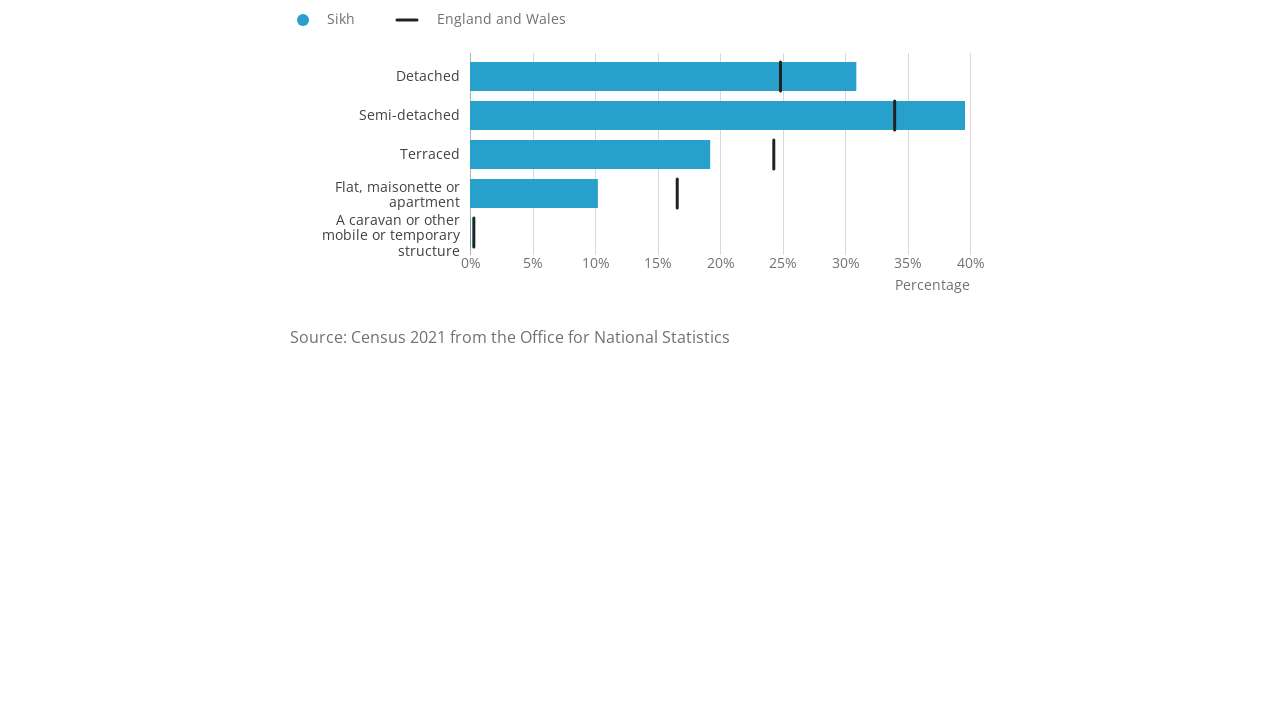 Sikh
England and Wales
Detached
Semi-detached
Terraced
Flat, maisonette or
apartment
A caravan or other
mobile or temporary
structure
0% 5% 10% 15% 20% 25% 30% 35% 40%
Percentage
Source: Census 2021 from the Office for National Statistics